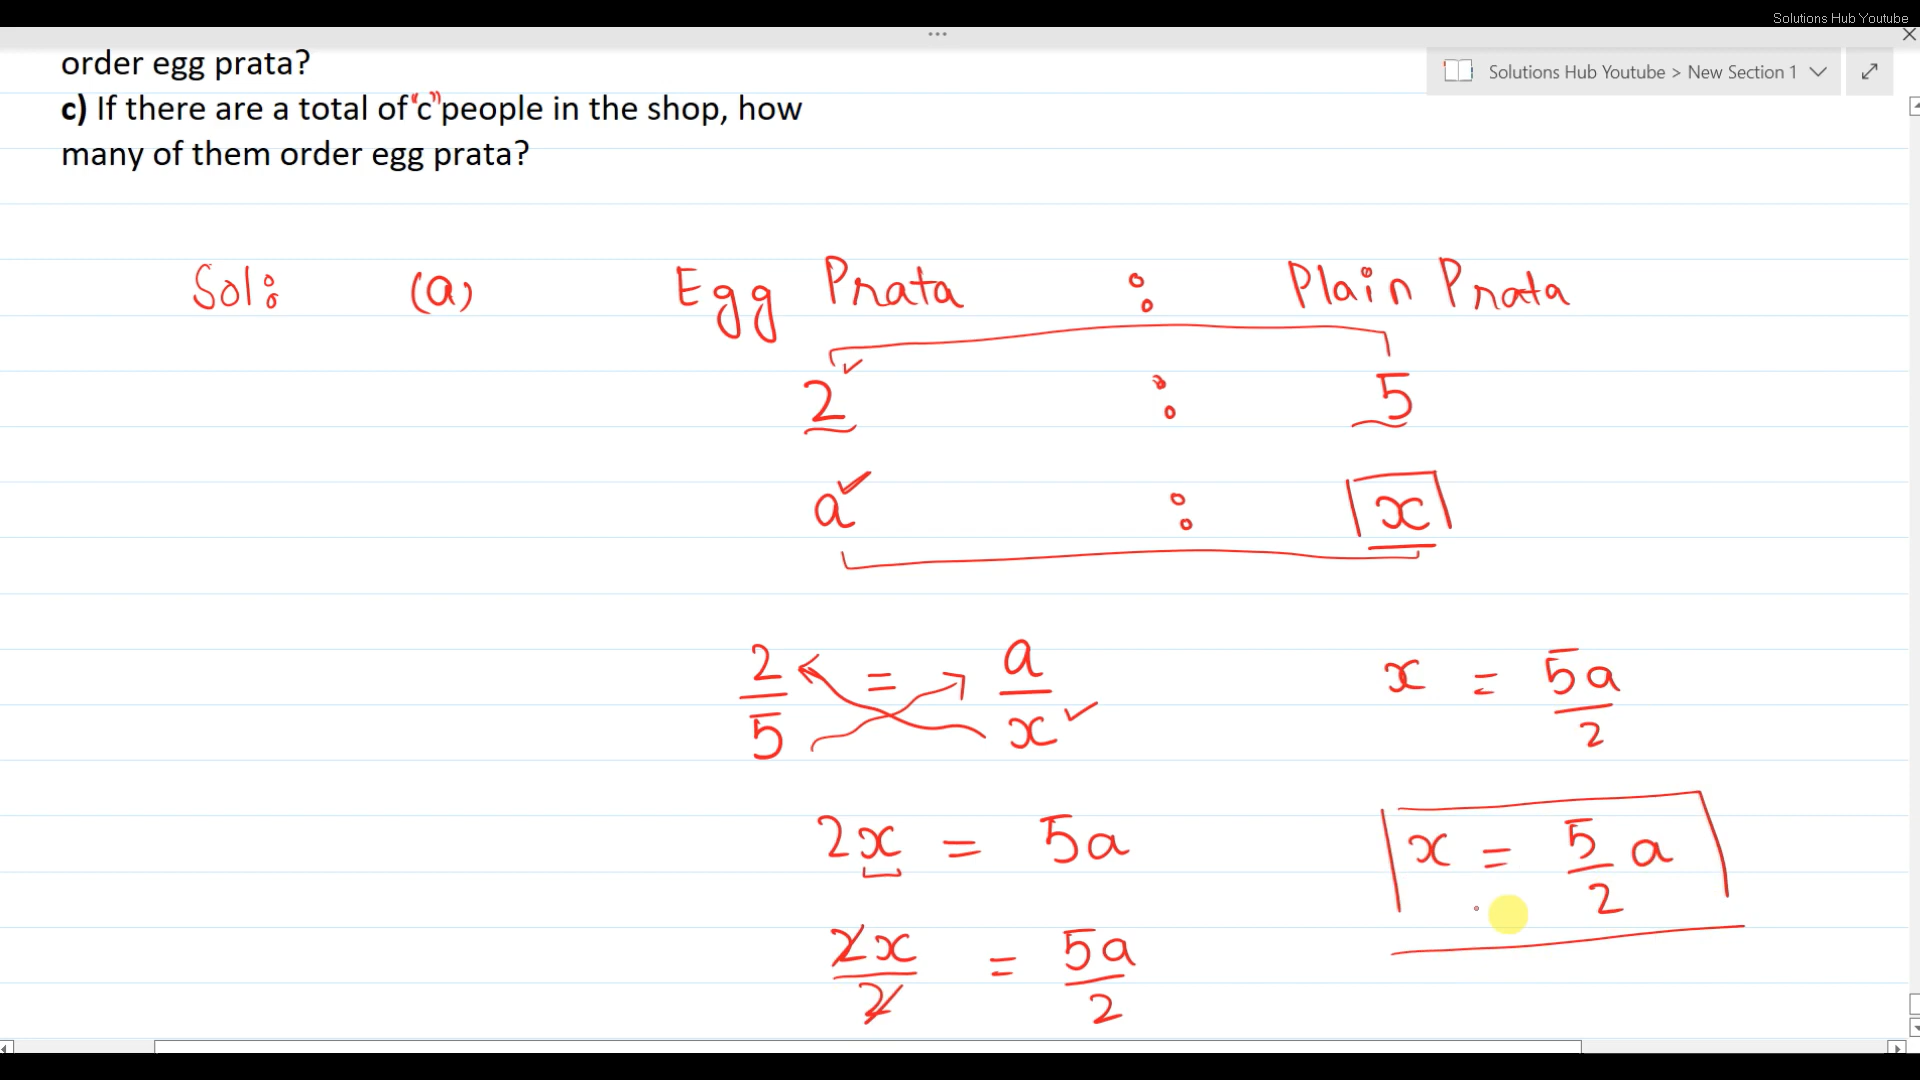 Solutions Hub Youtube
order egg prata?
Solutions Hub Youtube > New Section 1
c) If there are a total of "c" people in the shop, how
many of them order egg prata?
Sol: (a) Egg Prata : Plain Prata
2 : 5
a : x
2/5 = a/x
x = 5a/2
2x = 5a
x = 5/2 a
2x/2 = 5a/2